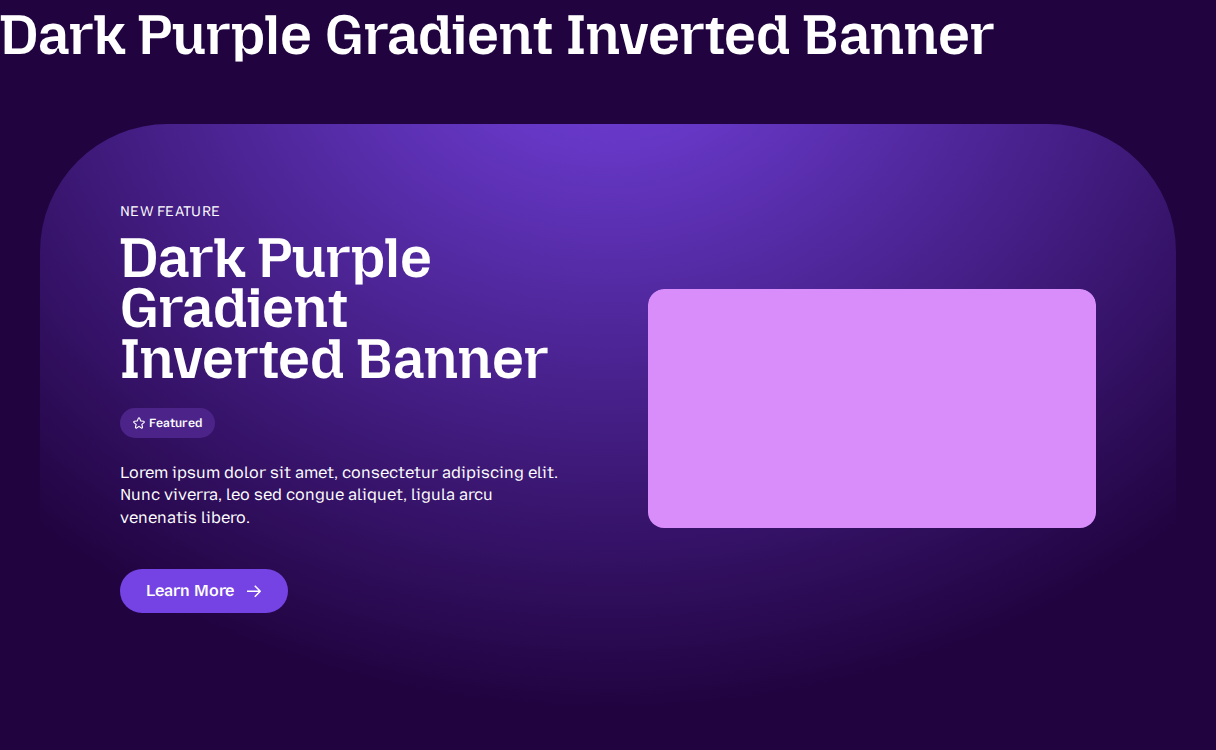 Dark Purple Gradient Inverted Banner
NEW FEATURE
Dark Purple
Gradient
Inverted Banner
Featured
Lorem ipsum dolor sit amet, consectetur adipiscing elit.
Nunc viverra, leo sed congue aliquet, ligula arcu
venenatis libero.
Learn More